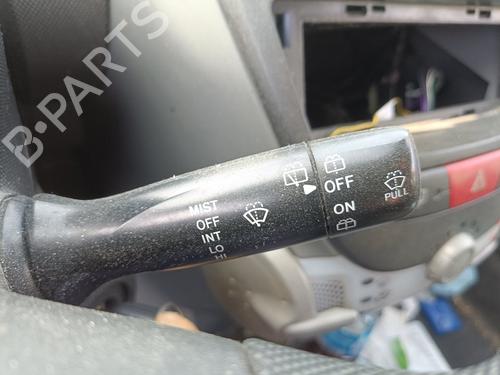 B-PARTS
MIST
OFF
INT
LO
HI
OFF
ON
PULL